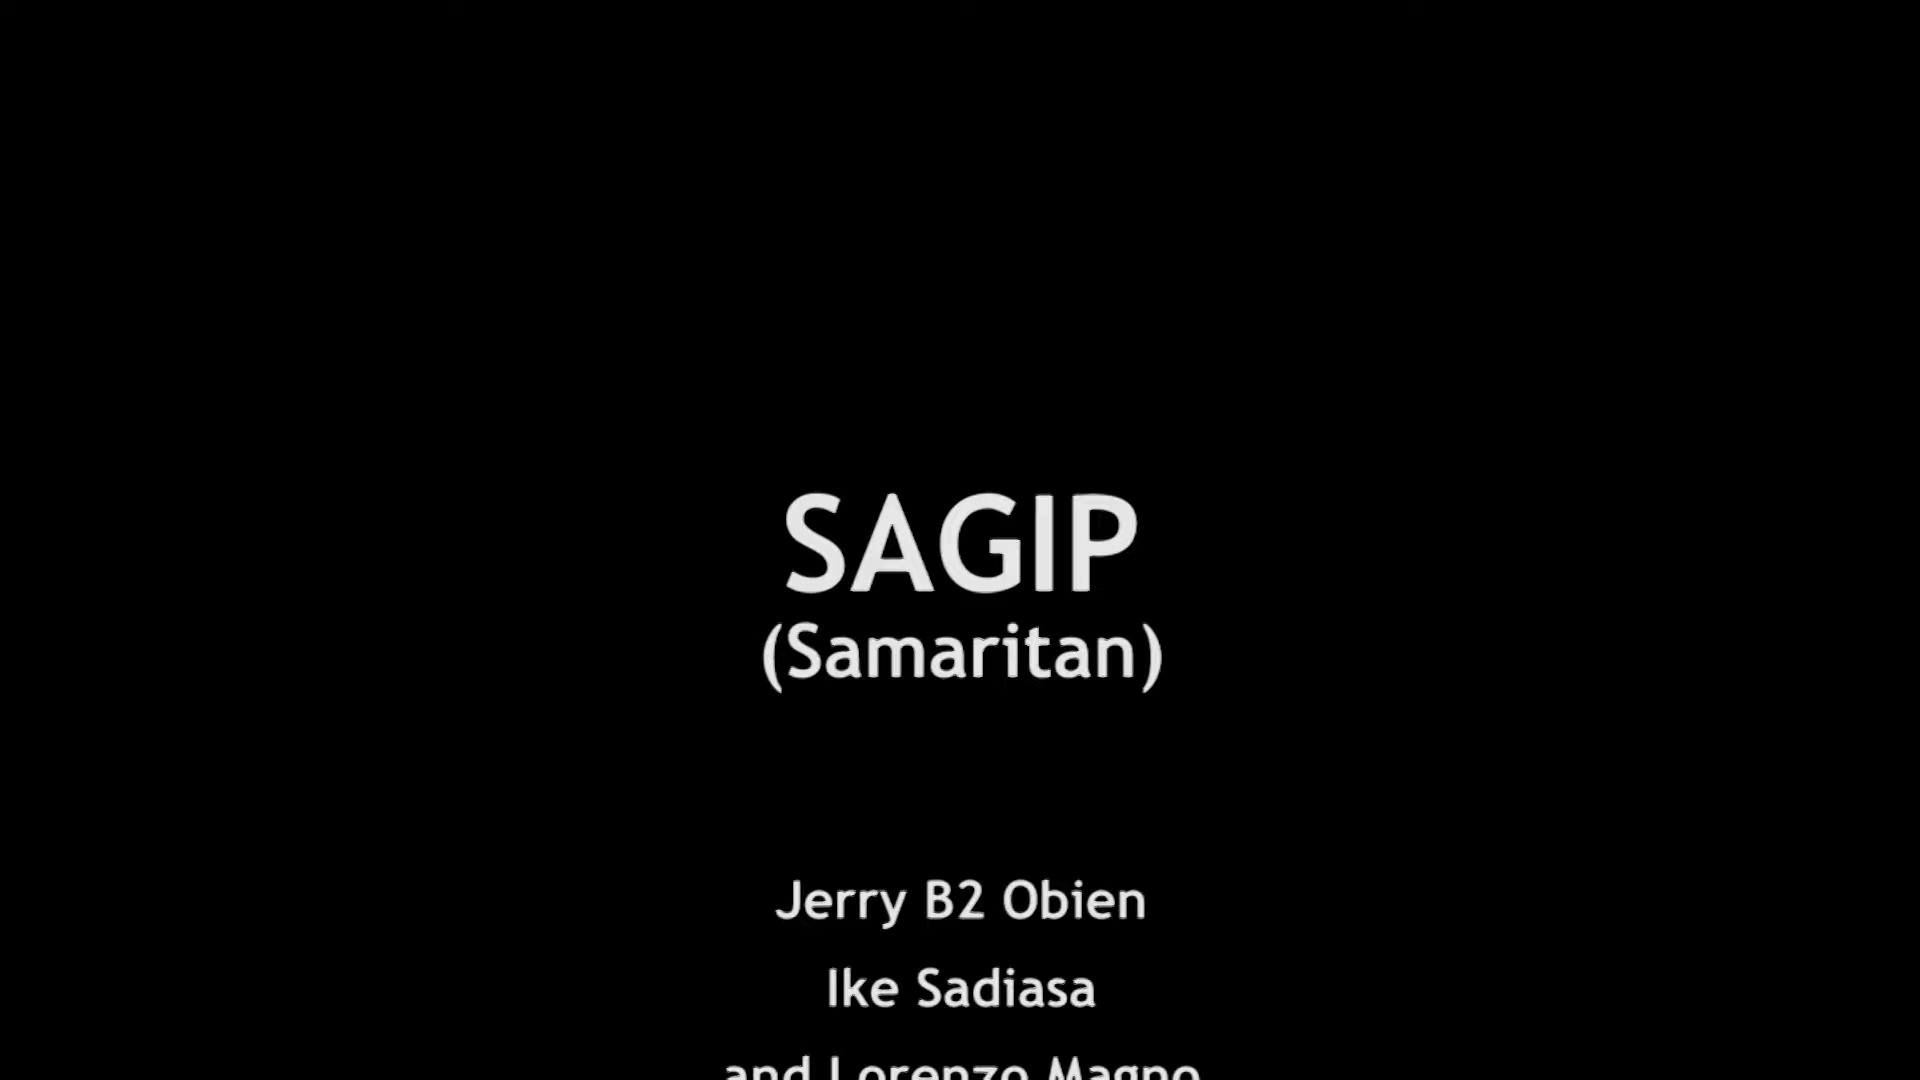 SAGIP
(Samaritan)
Jerry B2 Obien
Ike Sadiasa
and Lorenzo Magno